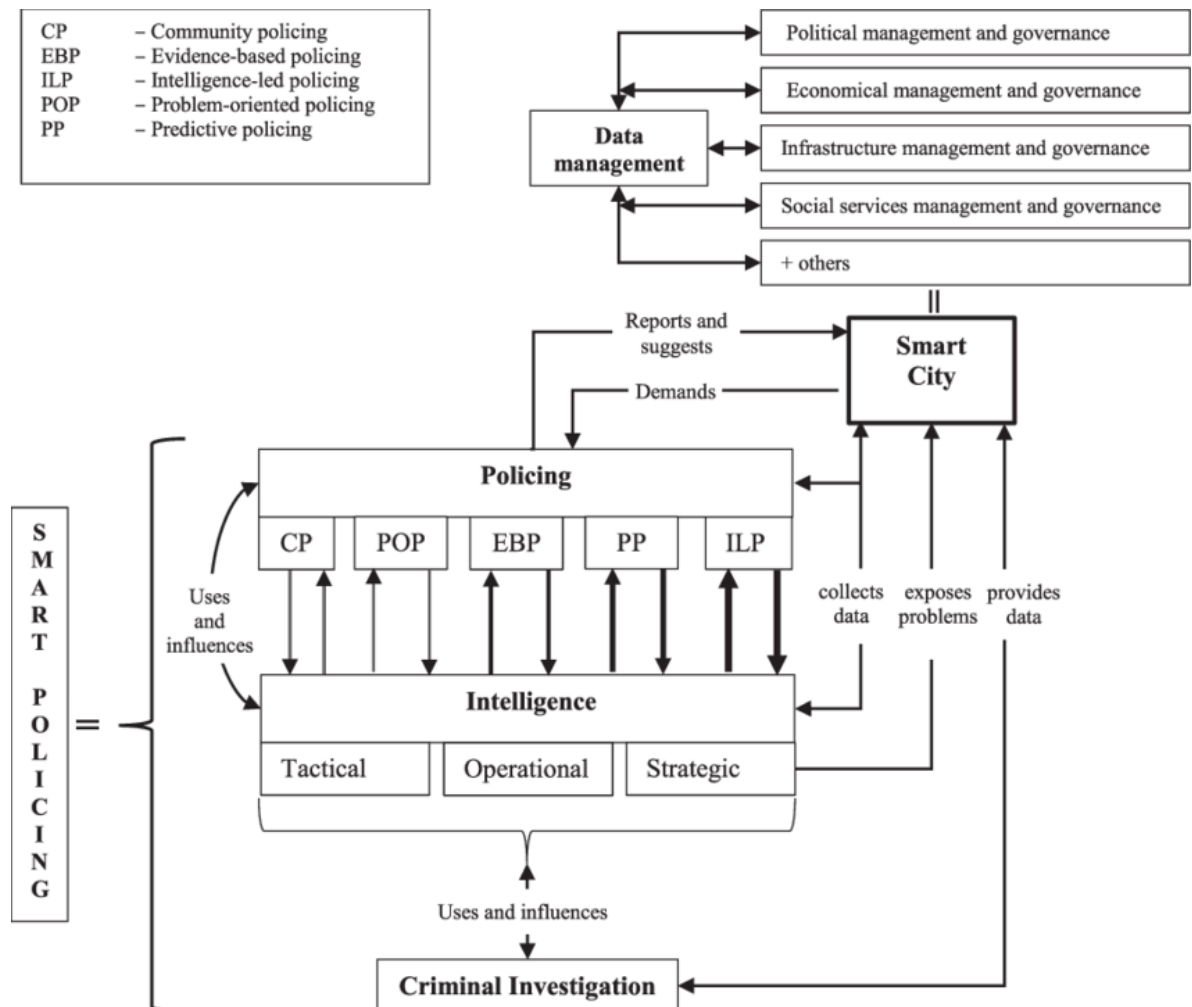 CP – Community policing
EBP – Evidence-based policing
ILP – Intelligence-led policing
POP – Problem-oriented policing
PP – Predictive policing
Political management and governance
Economical management and governance
Data
management
Infrastructure management and governance
Social services management and governance
+ others
Reports and
suggests
Smart
City
Demands
Policing
CP
POP
EBP
PP
ILP
Uses
and
influences
collects
data
exposes
problems
provides
data
Intelligence
Tactical
Operational
Strategic
SMART POLICING
=
Uses and influences
Criminal Investigation